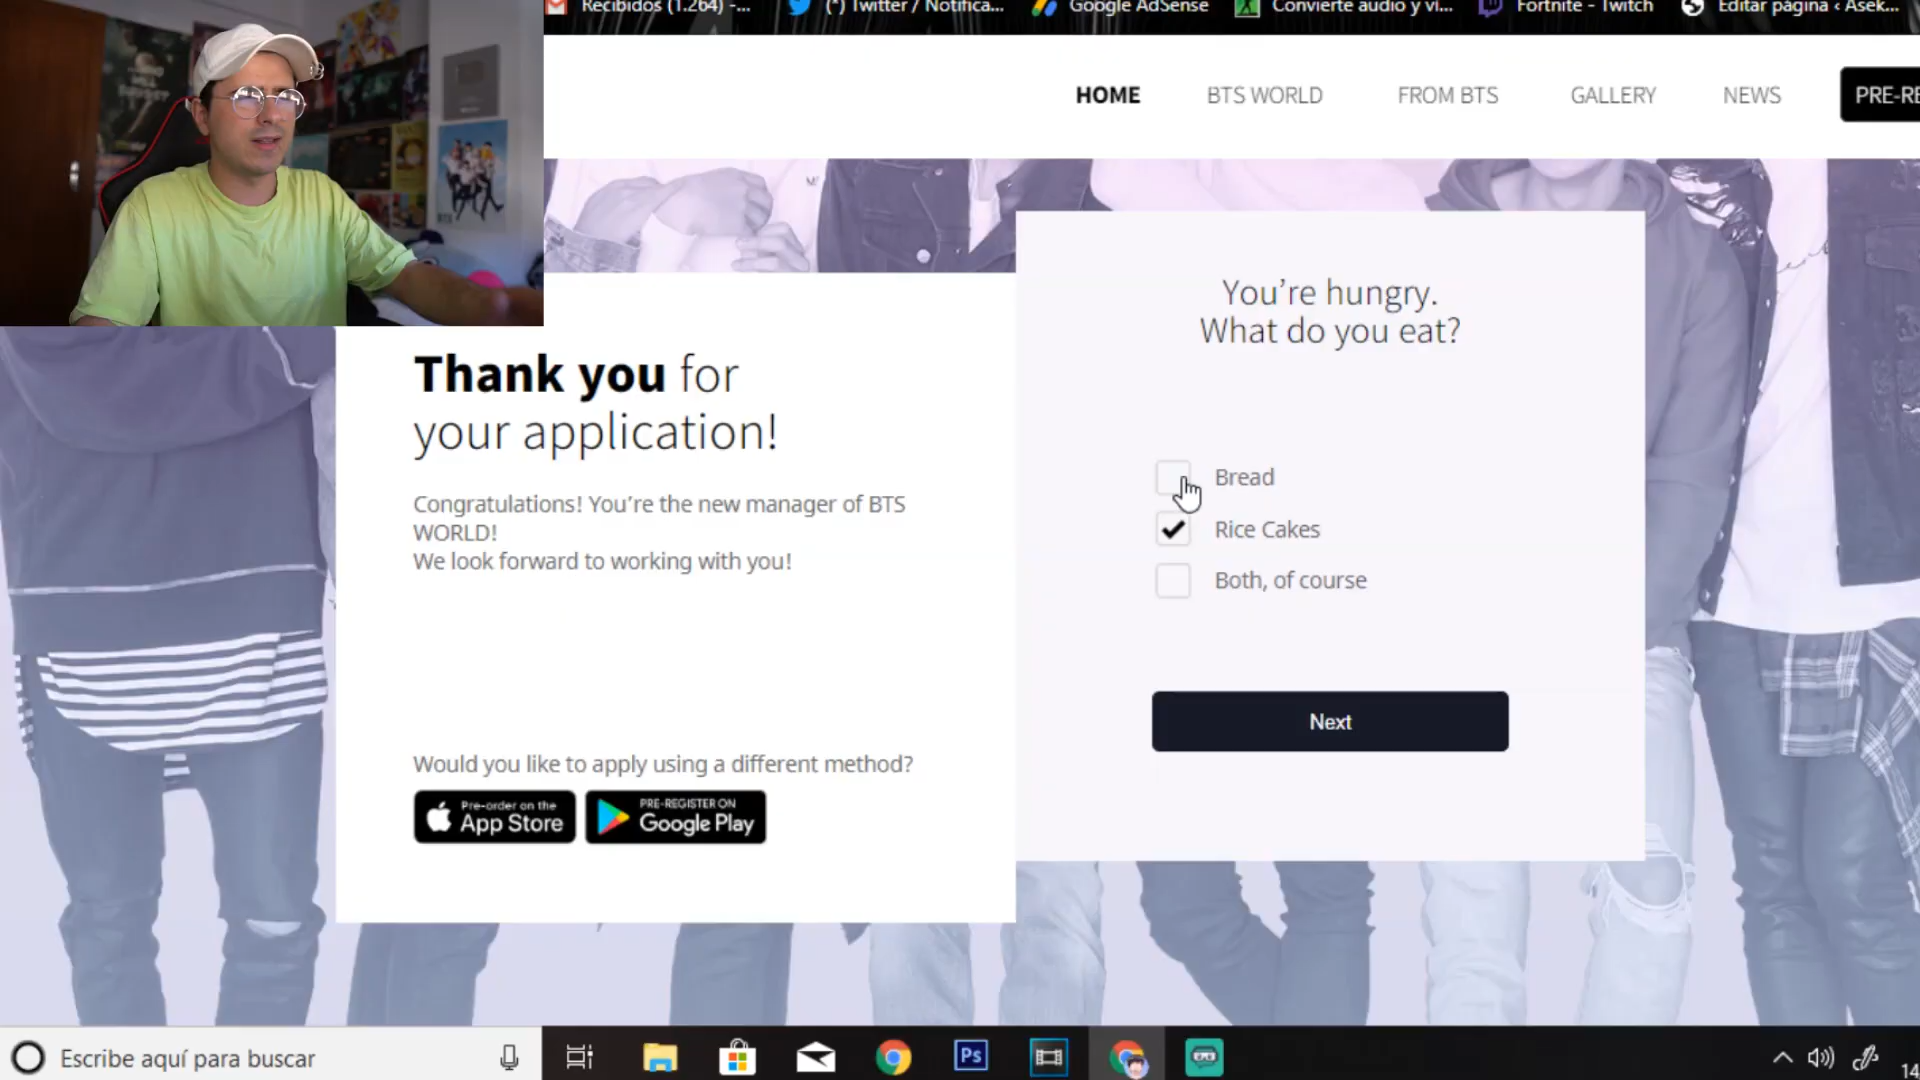 Recibidos (1.264) -...
(*) Twitter / Notifica...
Google AdSense
Convierte audio y vi...
Fortnite - Twitch
Editar página ‹ Asek...
HOME
BTS WORLD
FROM BTS
GALLERY
NEWS
PRE-RE
Thank you for
your application!
Congratulations! You’re the new manager of BTS
WORLD!
We look forward to working with you!
Would you like to apply using a different method?
Pre-order on the
App Store
PRE-REGISTER ON
Google Play
You’re hungry.
What do you eat?
Bread
Rice Cakes
Both, of course
Next
Escribe aquí para buscar
Ps
14